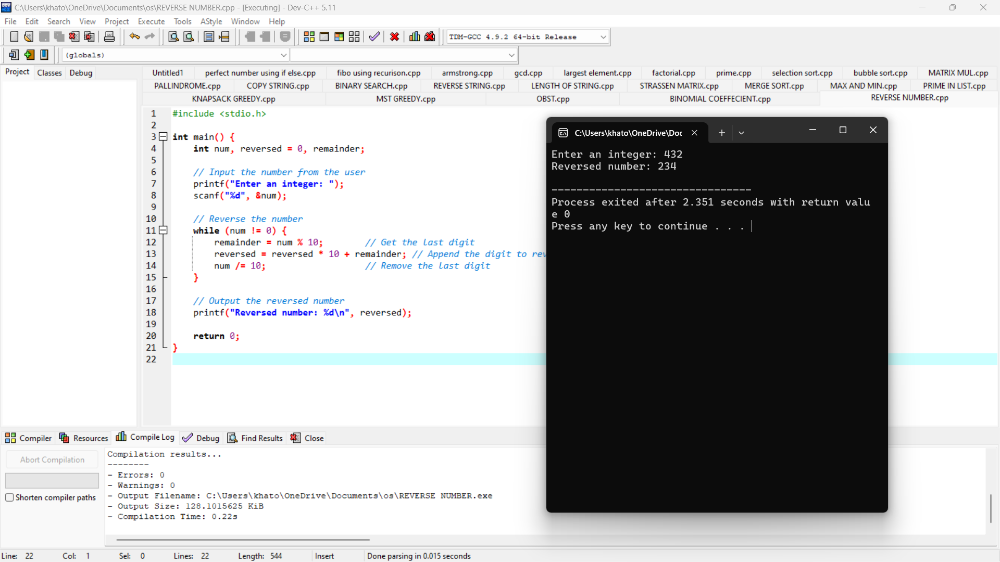 C:\Users\khato\OneDrive\Documents\os\REVERSE NUMBER.cpp - [Executing] - Dev-C++ 5.11
File Edit Search View Project Execute Tools AStyle Window Help
TDM-GCC 4.9.2 64-bit Release
(globals)
Project Classes Debug
Untitled1 perfect number using if else.cpp fibo using recurison.cpp armstrong.cpp gcd.cpp largest element.cpp factorial.cpp prime.cpp selection sort.cpp bubble sort.cpp MATRIX MUL.cpp
PALLINDROME.cpp COPY STRING.cpp BINARY SEARCH.cpp REVERSE STRING.cpp LENGTH OF STRING.cpp STRASSEN MATRIX.cpp MERGE SORT.cpp MAX AND MIN.cpp PRIME IN LIST.cpp
KNAPSACK GREEDY.cpp MST GREEDY.cpp OBST.cpp BINOMIAL COEFFECIENT.cpp REVERSE NUMBER.cpp
1 #include <stdio.h>
2
3 int main() {
4 int num, reversed = 0, remainder;
5
6 // Input the number from the user
7 printf("Enter an integer: ");
8 scanf("%d", &num);
9
10 // Reverse the number
11 while (num != 0) {
12 remainder = num % 10; // Get the last digit
13 reversed = reversed * 10 + remainder; // Append the digit to rev
14 num /= 10; // Remove the last digit
15 }
16
17 // Output the reversed number
18 printf("Reversed number: %d\n", reversed);
19
20 return 0;
21 }
22
C:\Users\khato\OneDrive\Doc
Enter an integer: 432
Reversed number: 234
--------------------------------
Process exited after 2.351 seconds with return valu
e 0
Press any key to continue . . .
Compiler Resources Compile Log Debug Find Results Close
Abort Compilation
Shorten compiler paths
Compilation results...
--------
- Errors: 0
- Warnings: 0
- Output Filename: C:\Users\khato\OneDrive\Documents\os\REVERSE NUMBER.exe
- Output Size: 128.1015625 KiB
- Compilation Time: 0.22s
Line: 22 Col: 1 Sel: 0 Lines: 22 Length: 544 Insert Done parsing in 0.015 seconds